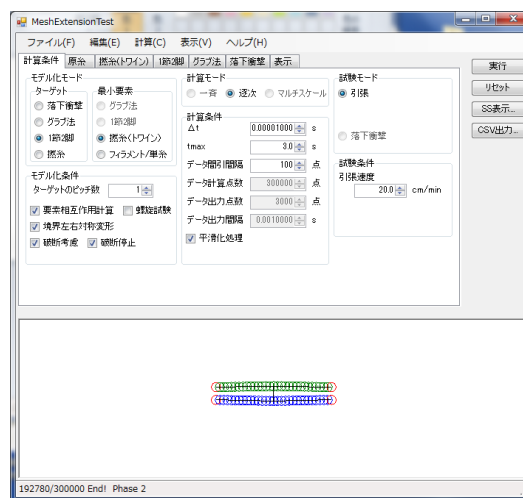 MeshExtensionTest
ファイル(F) 編集(E) 計算(C) 表示(V) ヘルプ(H)
計算条件 原糸 撚糸(トワイン) 1節2脚 グラブ法 落下衝撃 表示
モデル化モード
ターゲット
落下衝撃
グラブ法
1節2脚
撚糸
最小要素
グラブ法
1節2脚
撚糸(トワイン)
フィラメント/単糸
モデル化条件
ターゲットのピッチ数 1
要素相互作用計算 螺旋試験
境界左右対称変形
破断考慮 破断停止
計算モード
一斉 逐次 マルチスケール
計算条件
Δt 0.00001000 s
tmax 3.0 s
データ間引間隔 100 点
データ計算点数 300000 点
データ出力点数 3000 点
データ出力間隔 0.0010000 s
平滑化処理
試験モード
引張
落下衝撃
試験条件
引張速度
20.0 cm/min
実行
リセット
SS表示...
CSV出力...
192780/300000 End! Phase 2